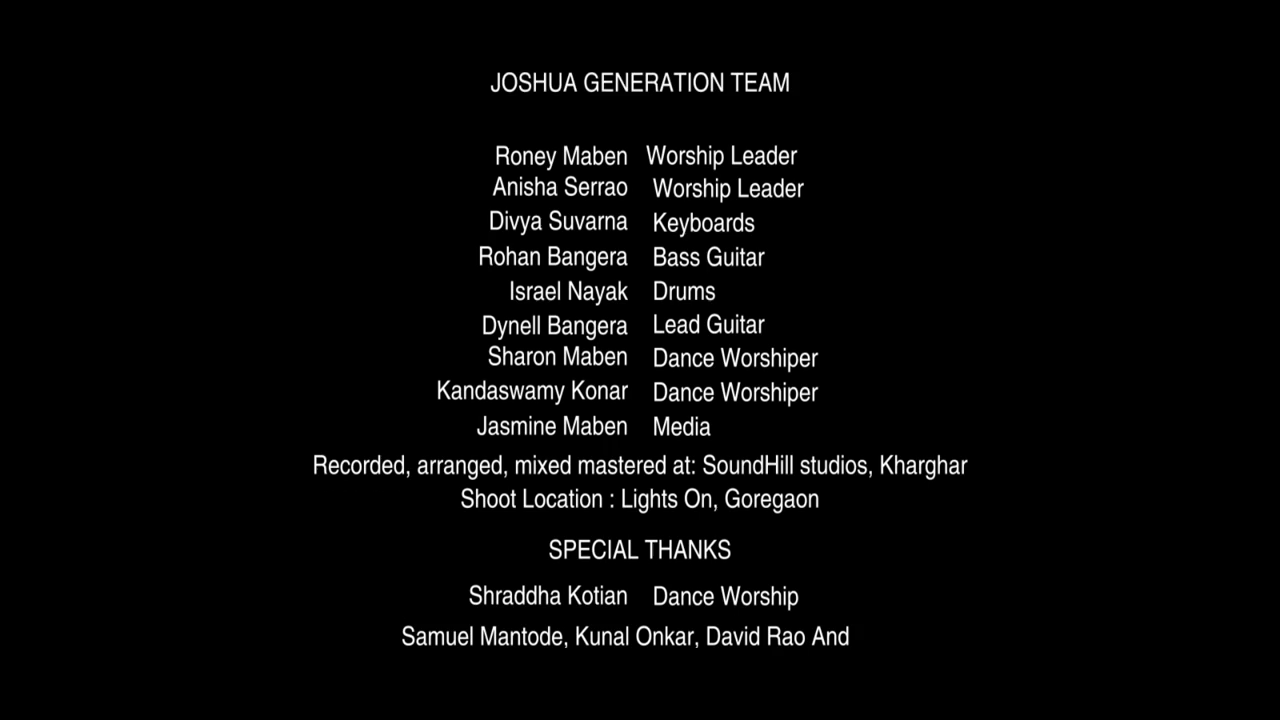 JOSHUA GENERATION TEAM
Roney Maben Worship Leader
Anisha Serrao Worship Leader
Divya Suvarna Keyboards
Rohan Bangera Bass Guitar
Israel Nayak Drums
Dynell Bangera Lead Guitar
Sharon Maben Dance Worshiper
Kandaswamy Konar Dance Worshiper
Jasmine Maben Media
Recorded, arranged, mixed mastered at: SoundHill studios, Kharghar
Shoot Location : Lights On, Goregaon
SPECIAL THANKS
Shraddha Kotian Dance Worship
Samuel Mantode, Kunal Onkar, David Rao And